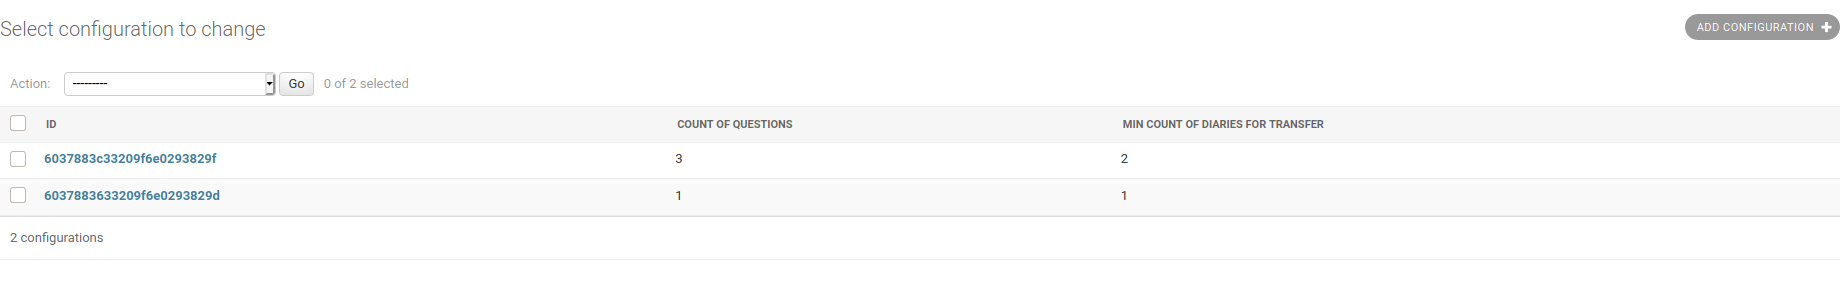 Select configuration to change
ADD CONFIGURATION +
Action: --------- Go 0 of 2 selected
ID COUNT OF QUESTIONS MIN COUNT OF DIARIES FOR TRANSFER
6037883c33209f6e0293829f 3 2
6037883633209f6e0293829d 1 1
2 configurations